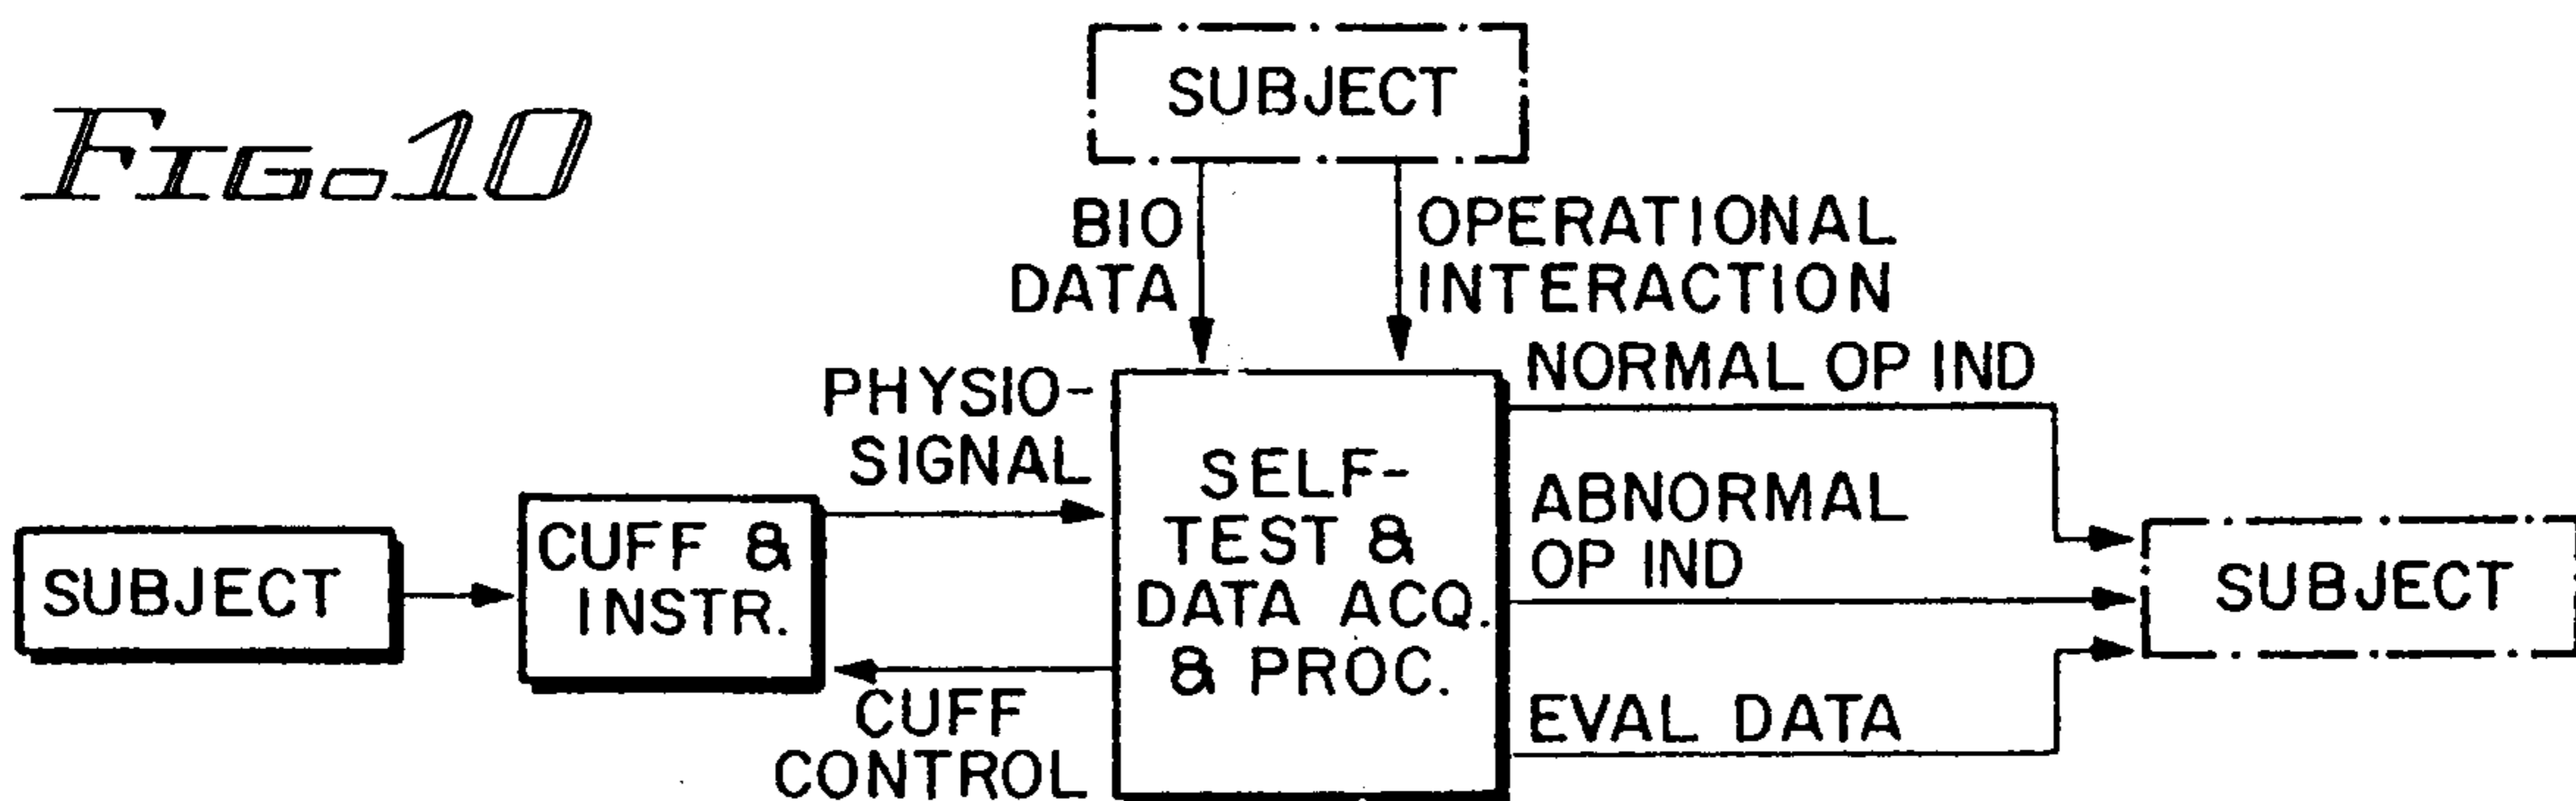 FIG. 10
SUBJECT
BIO
DATA
OPERATIONAL
INTERACTION
PHYSIO-
SIGNAL
NORMAL OP IND
SUBJECT
CUFF &
INSTR.
SELF-
TEST &
DATA ACQ.
& PROC.
ABNORMAL
OP IND
SUBJECT
CUFF
CONTROL
EVAL DATA